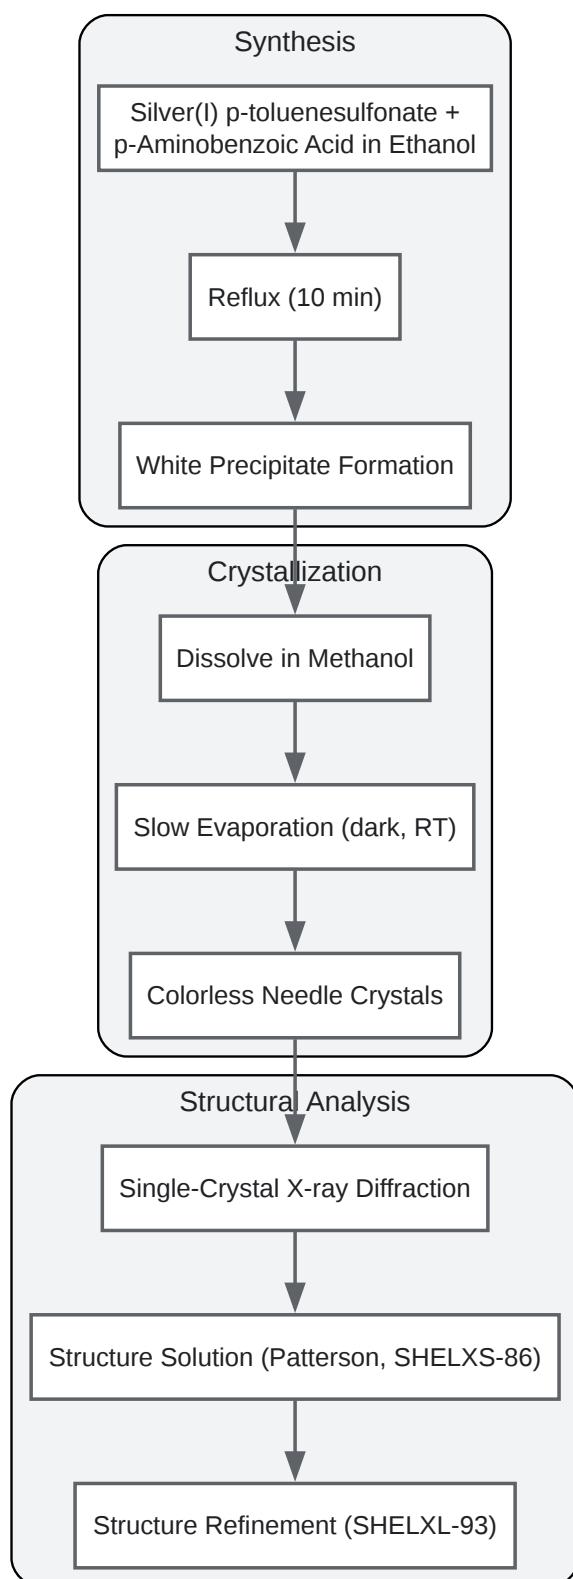 Synthesis
Silver(I) p-toluenesulfonate +
p-Aminobenzoic Acid in Ethanol
Reflux (10 min)
White Precipitate Formation
Crystallization
Dissolve in Methanol
Slow Evaporation (dark, RT)
Colorless Needle Crystals
Structural Analysis
Single-Crystal X-ray Diffraction
Structure Solution (Patterson, SHELXS-86)
Structure Refinement (SHELXL-93)